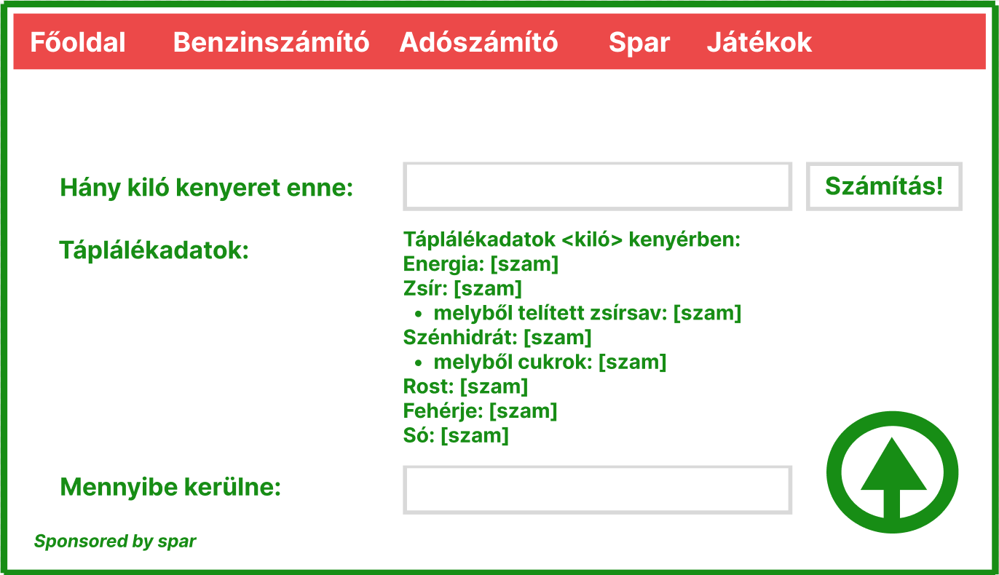 Főoldal Benzinszámító Adószámító Spar Játékok
Hány kiló kenyeret enne: Számítás!
Táplálékadatok:
Táplálékadatok <kiló> kenyérben:
Energia: [szam]
Zsír: [szam]
• melyből telített zsírsav: [szam]
Szénhidrát: [szam]
• melyből cukrok: [szam]
Rost: [szam]
Fehérje: [szam]
Só: [szam]
Mennyibe kerülne:
Sponsored by spar